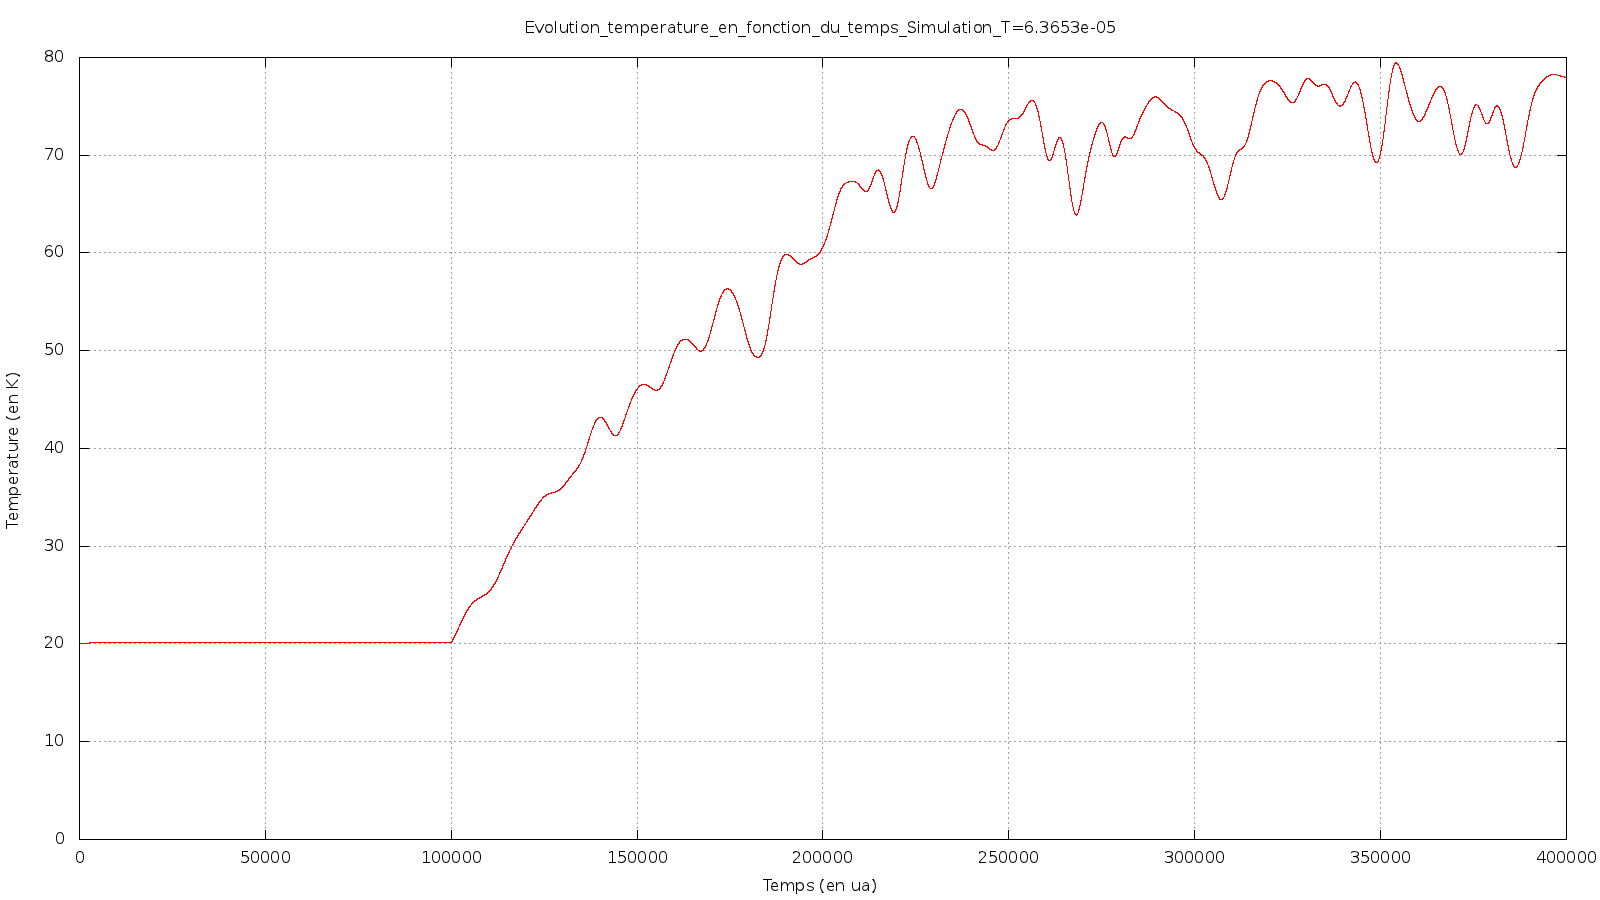 Evolution_temperature_en_fonction_du_temps_Simulation_T=6.3653e-05
80
70
60
50
40
30
20
10
0
Temperature (en K)
0 50000 100000 150000 200000 250000 300000 350000 400000
Temps (en ua)